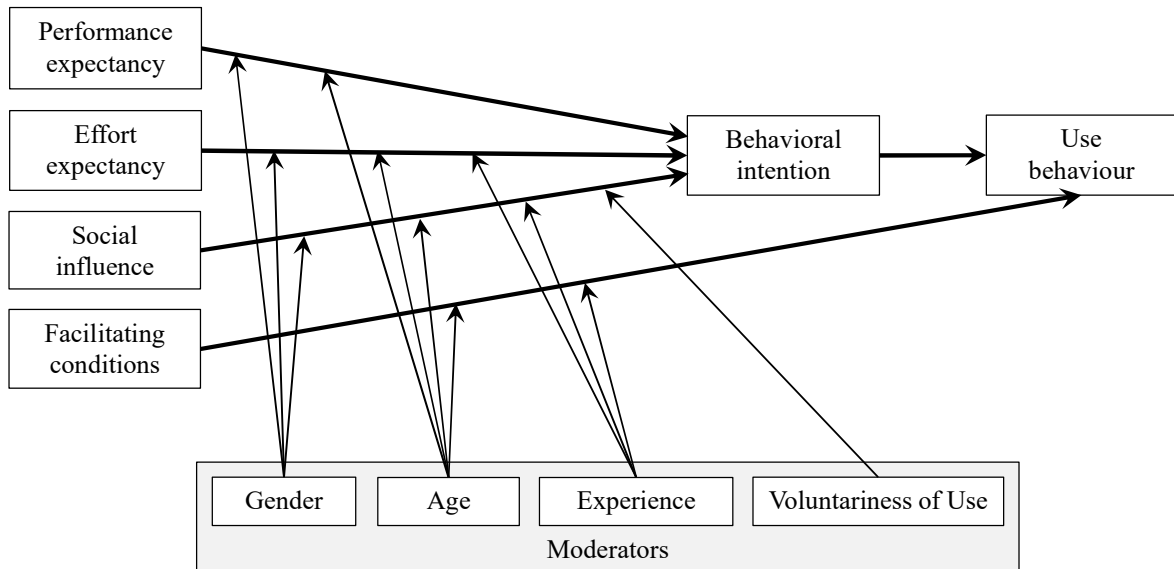 Performance
expectancy
Effort
expectancy
Behavioral
intention
Use
behaviour
Social
influence
Facilitating
conditions
Gender
Age
Experience
Voluntariness of Use
Moderators